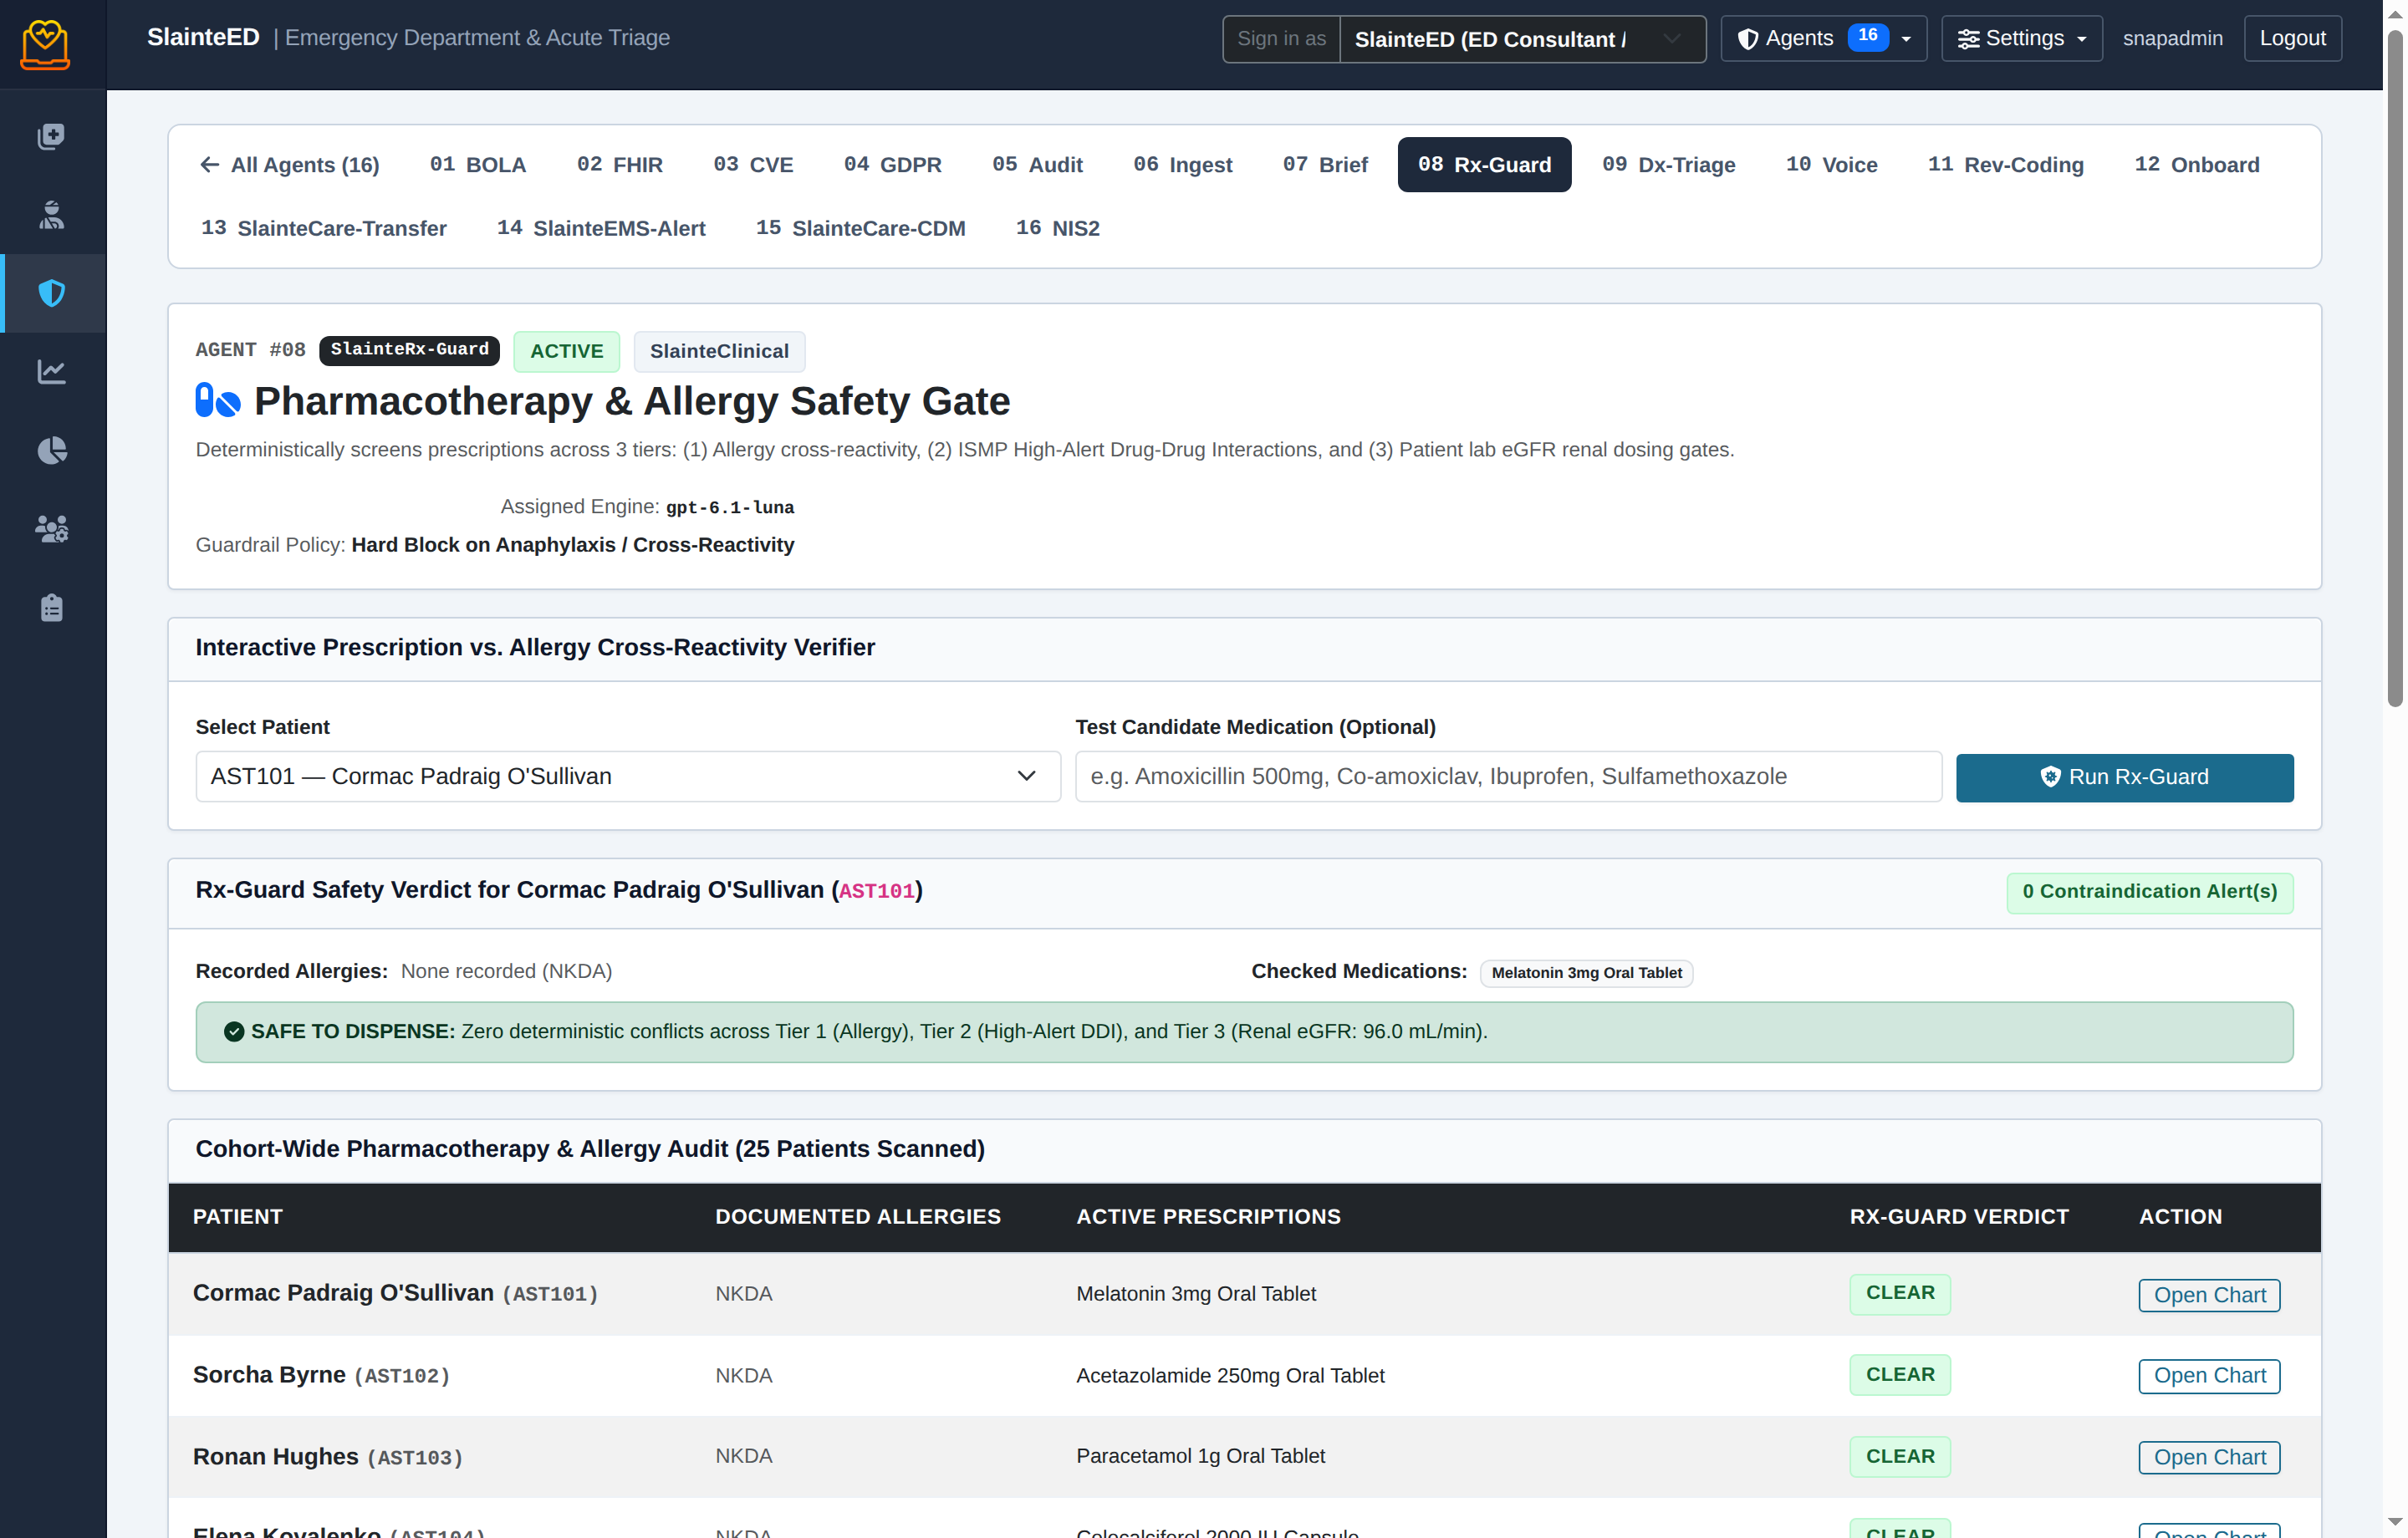 SlainteED | Emergency Department & Acute Triage
Sign in as SlainteED (ED Consultant / Agents 16 Settings snapadmin Logout
All Agents (16) 01 BOLA 02 FHIR 03 CVE 04 GDPR 05 Audit 06 Ingest 07 Brief 08 Rx-Guard 09 Dx-Triage 10 Voice 11 Rev-Coding 12 Onboard
13 SlainteCare-Transfer 14 SlainteEMS-Alert 15 SlainteCare-CDM 16 NIS2
AGENT #08 SlainteRx-Guard ACTIVE SlainteClinical
Pharmacotherapy & Allergy Safety Gate
Deterministically screens prescriptions across 3 tiers: (1) Allergy cross-reactivity, (2) ISMP High-Alert Drug-Drug Interactions, and (3) Patient lab eGFR renal dosing gates.
Assigned Engine: gpt-6.1-luna
Guardrail Policy: Hard Block on Anaphylaxis / Cross-Reactivity
Interactive Prescription vs. Allergy Cross-Reactivity Verifier
Select Patient Test Candidate Medication (Optional)
AST101 — Cormac Padraig O'Sullivan e.g. Amoxicillin 500mg, Co-amoxiclav, Ibuprofen, Sulfamethoxazole Run Rx-Guard
Rx-Guard Safety Verdict for Cormac Padraig O'Sullivan (AST101) 0 Contraindication Alert(s)
Recorded Allergies: None recorded (NKDA) Checked Medications: Melatonin 3mg Oral Tablet
SAFE TO DISPENSE: Zero deterministic conflicts across Tier 1 (Allergy), Tier 2 (High-Alert DDI), and Tier 3 (Renal eGFR: 96.0 mL/min).
Cohort-Wide Pharmacotherapy & Allergy Audit (25 Patients Scanned)
PATIENT DOCUMENTED ALLERGIES ACTIVE PRESCRIPTIONS RX-GUARD VERDICT ACTION
Cormac Padraig O'Sullivan (AST101) NKDA Melatonin 3mg Oral Tablet CLEAR Open Chart
Sorcha Byrne (AST102) NKDA Acetazolamide 250mg Oral Tablet CLEAR Open Chart
Ronan Hughes (AST103) NKDA Paracetamol 1g Oral Tablet CLEAR Open Chart
Elena Kovalenko (AST104) NKDA Colecalciferol 2000 IU Capsule CLEAR Open Chart